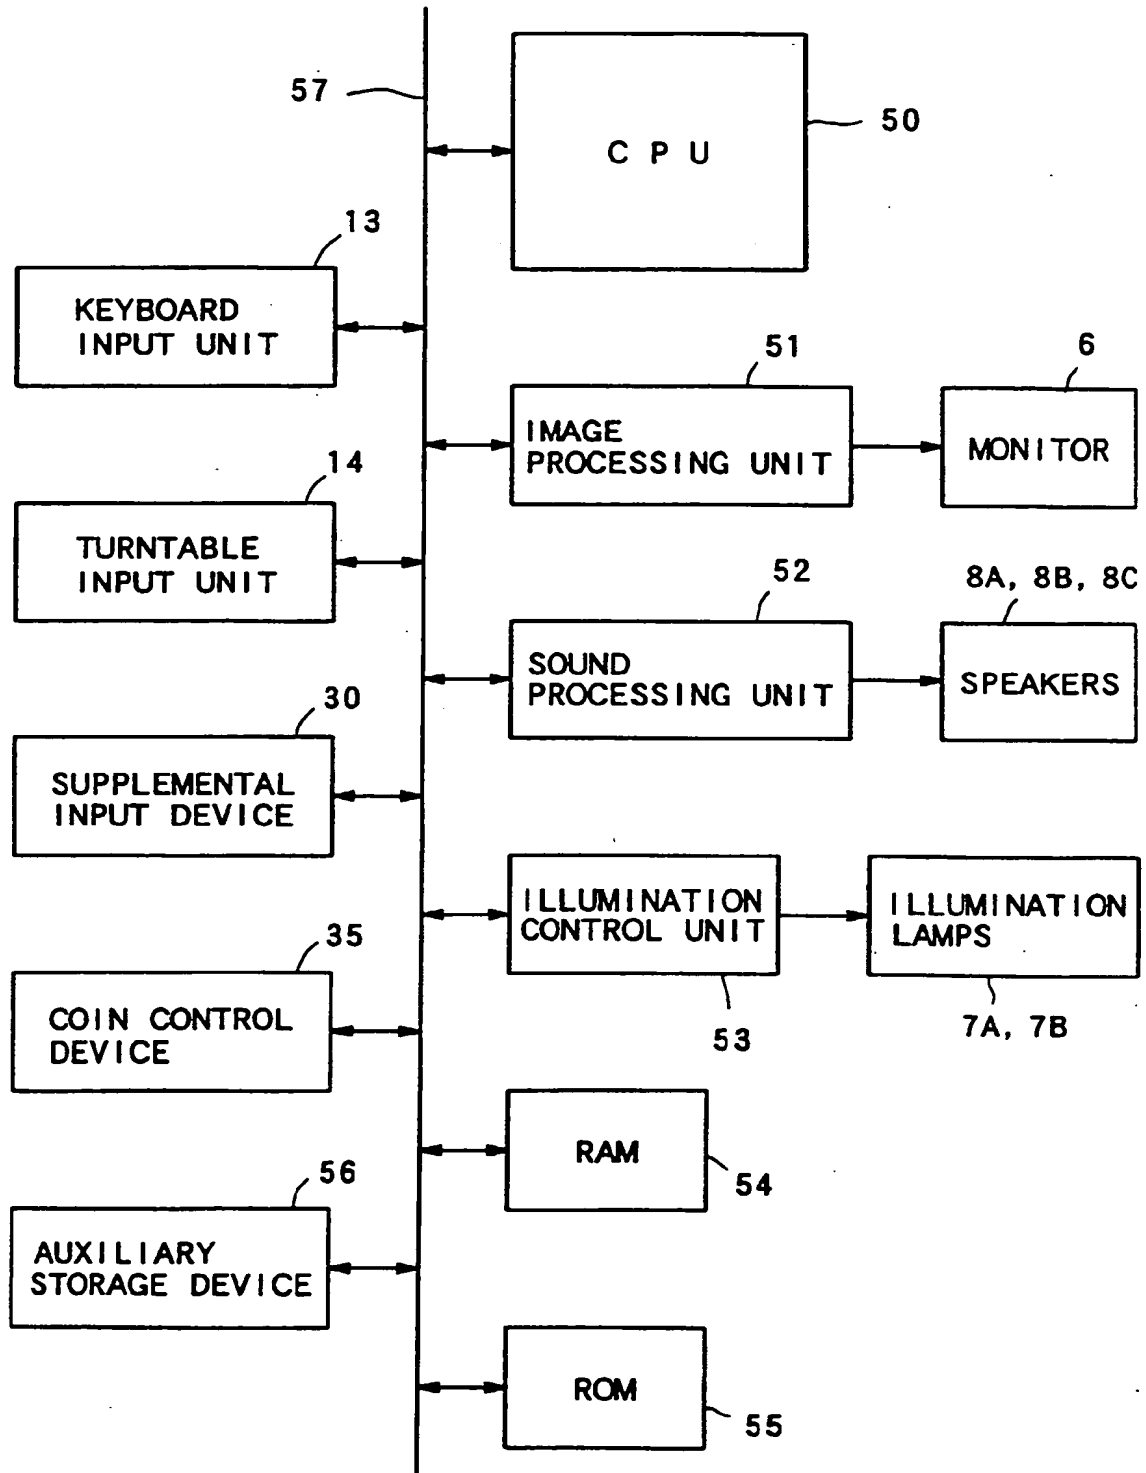 57
CPU
50
13
KEYBOARD
INPUT UNIT
51
6
IMAGE
PROCESSING UNIT
MONITOR
14
TURNTABLE
INPUT UNIT
52
8A, 8B, 8C
SOUND
PROCESSING UNIT
SPEAKERS
30
SUPPLEMENTAL
INPUT DEVICE
ILLUMINATION
CONTROL UNIT
ILLUMINATION
LAMPS
53
7A, 7B
35
COIN CONTROL
DEVICE
RAM
54
56
AUXILIARY
STORAGE DEVICE
ROM
55